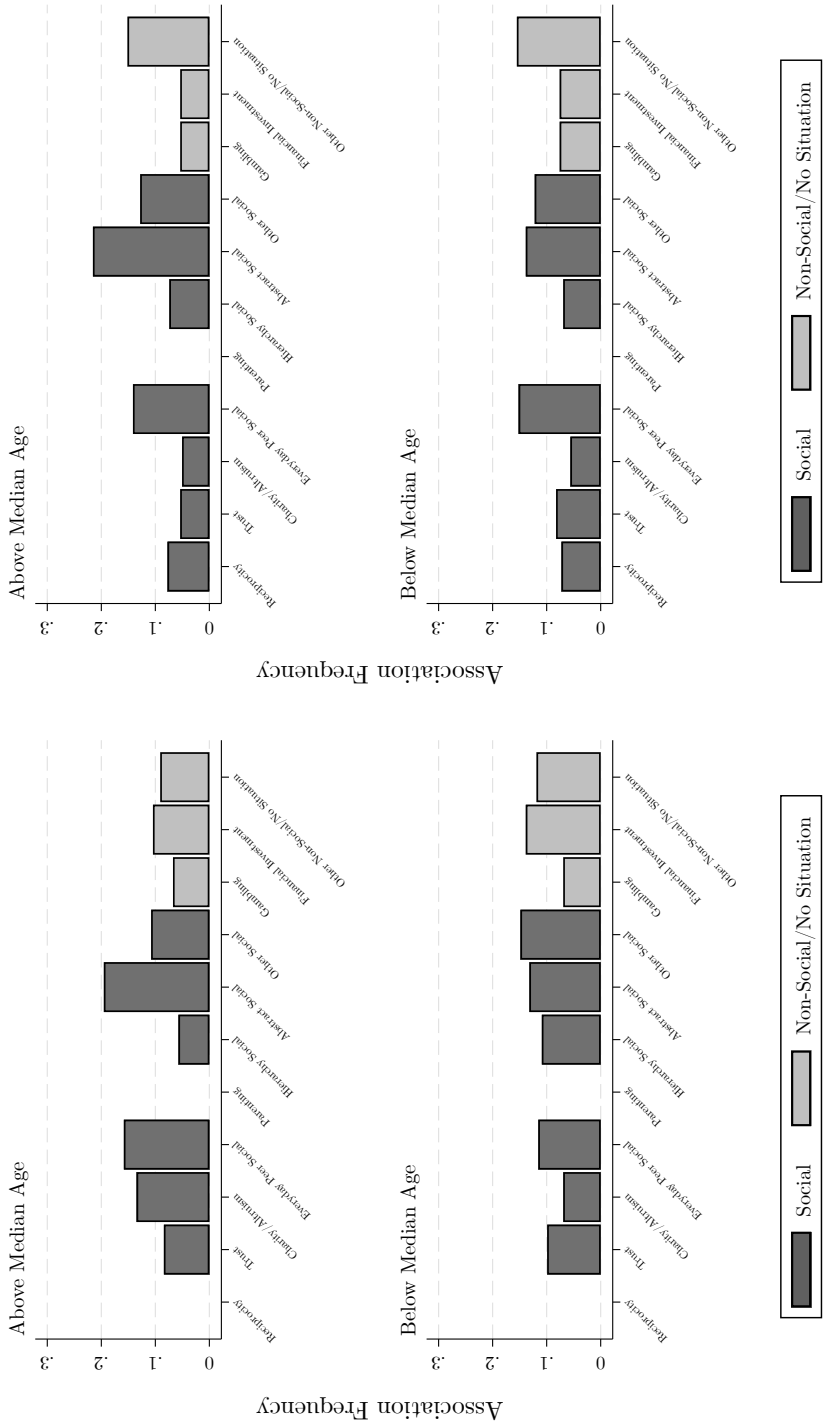 Association Frequency
Above Median Age
.3
.2
.1
0
Reciprocity
Trust
Charity/Altruism
Everyday Peer Social
Parenting
Hierarchy Social
Abstract Social
Other Social
Gambling
Financial Investment
Other Non-Social/No Situation
Below Median Age
.3
.2
.1
0
Reciprocity
Trust
Charity/Altruism
Everyday Peer Social
Parenting
Hierarchy Social
Abstract Social
Other Social
Gambling
Financial Investment
Other Non-Social/No Situation
Social
Non-Social/No Situation
Association Frequency
Above Median Age
.3
.2
.1
0
Reciprocity
Trust
Charity/Altruism
Everyday Peer Social
Parenting
Hierarchy Social
Abstract Social
Other Social
Gambling
Financial Investment
Other Non-Social/No Situation
Below Median Age
.3
.2
.1
0
Reciprocity
Trust
Charity/Altruism
Everyday Peer Social
Parenting
Hierarchy Social
Abstract Social
Other Social
Gambling
Financial Investment
Other Non-Social/No Situation
Social
Non-Social/No Situation